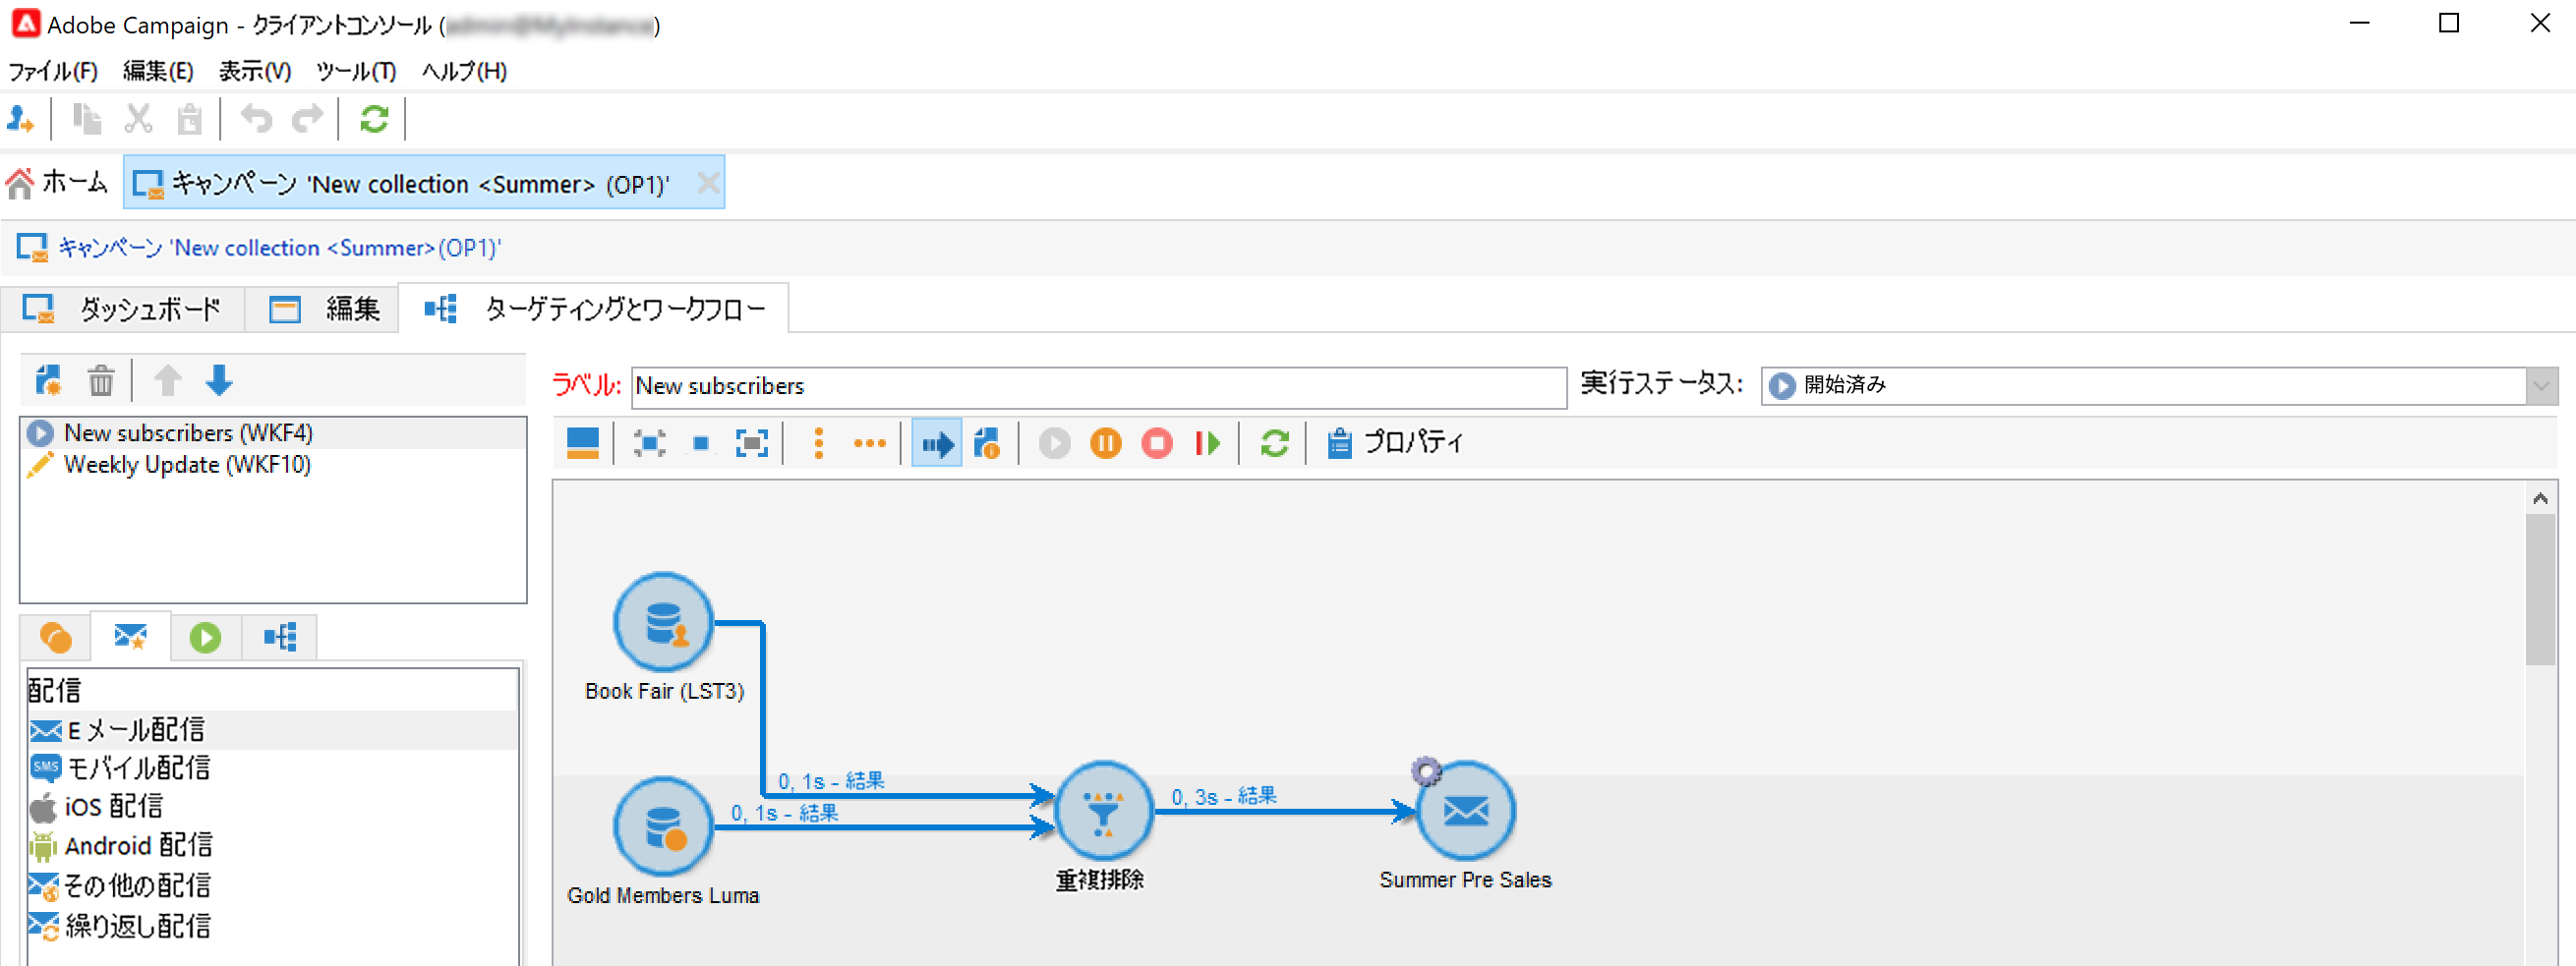 Adobe Campaign - クライアントコンソール ( )
ファイル(F) 編集(E) 表示(V) ツール(T) ヘルプ(H)
ホーム キャンペーン 'New collection <Summer> (OP1)'
キャンペーン 'New collection <Summer>(OP1)'
ダッシュボード 編集 ターゲティングとワークフロー
ラベル: New subscribers 実行ステータス: 開始済み
New subscribers (WKF4)
Weekly Update (WKF10)
プロパティ
配信
E メール配信
SMS モバイル配信
iOS 配信
Android 配信
その他の配信
繰り返し配信
Book Fair (LST3)
0, 1s - 結果
0, 1s - 結果
0, 3s - 結果
Gold Members Luma
重複排除
Summer Pre Sales